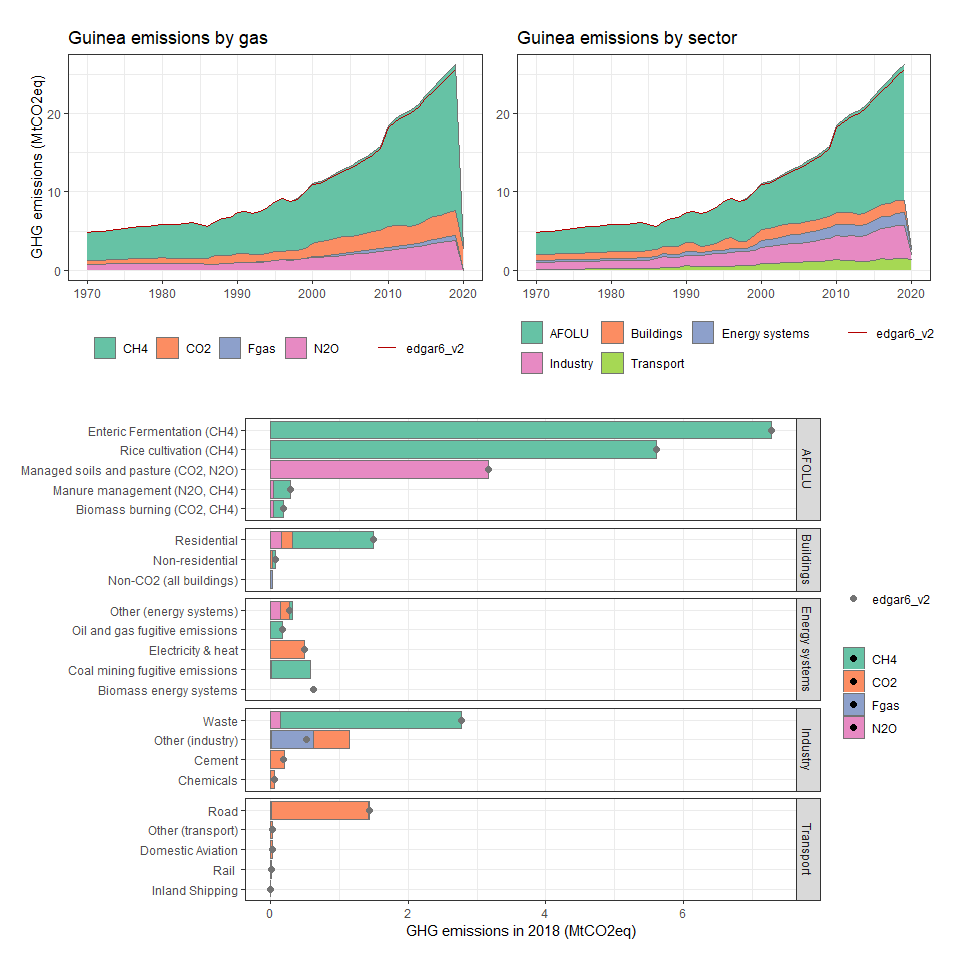 Guinea emissions by gas
Guinea emissions by sector
GHG emissions (MtCO2eq)
20
10
0
1970
1980
1990
2000
2010
2020
20
10
0
1970
1980
1990
2000
2010
2020
CH4
CO2
Fgas
N2O
edgar6_v2
AFOLU
Buildings
Energy systems
edgar6_v2
Industry
Transport
Enteric Fermentation (CH4)
Rice cultivation (CH4)
Managed soils and pasture (CO2, N2O)
Manure management (N2O, CH4)
Biomass burning (CO2, CH4)
AFOLU
Residential
Non-residential
Non-CO2 (all buildings)
Buildings
Other (energy systems)
Oil and gas fugitive emissions
Electricity & heat
Coal mining fugitive emissions
Biomass energy systems
Energy systems
Waste
Other (industry)
Cement
Chemicals
Industry
Road
Other (transport)
Domestic Aviation
Rail
Inland Shipping
Transport
0
2
4
6
GHG emissions in 2018 (MtCO2eq)
edgar6_v2
CH4
CO2
Fgas
N2O